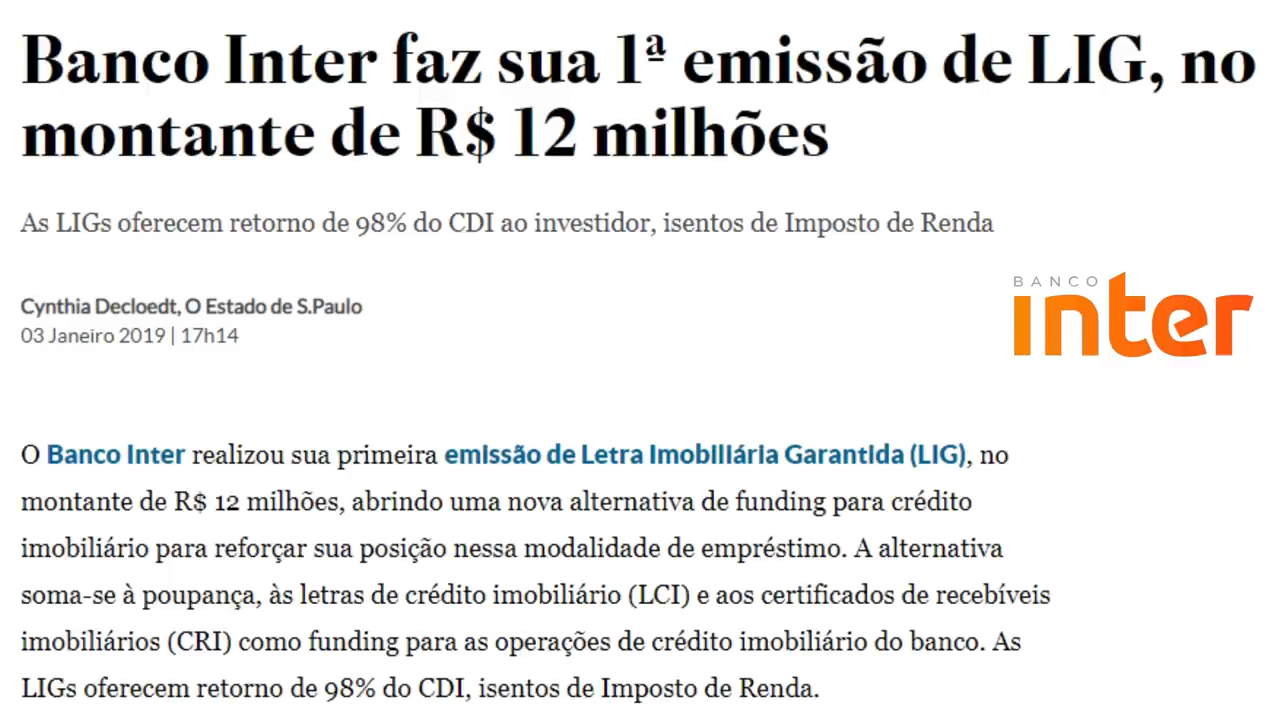 Banco Inter faz sua 1ª emissão de LIG, no
montante de R$ 12 milhões
As LIGs oferecem retorno de 98% do CDI ao investidor, isentos de Imposto de Renda
Cynthia Decloedt, O Estado de S.Paulo
03 Janeiro 2019 | 17h14
BANCO
inter
O Banco Inter realizou sua primeira emissão de Letra Imobiliária Garantida (LIG), no
montante de R$ 12 milhões, abrindo uma nova alternativa de funding para crédito
imobiliário para reforçar sua posição nessa modalidade de empréstimo. A alternativa
soma-se à poupança, às letras de crédito imobiliário (LCI) e aos certificados de recebíveis
imobiliários (CRI) como funding para as operações de crédito imobiliário do banco. As
LIGs oferecem retorno de 98% do CDI, isentos de Imposto de Renda.